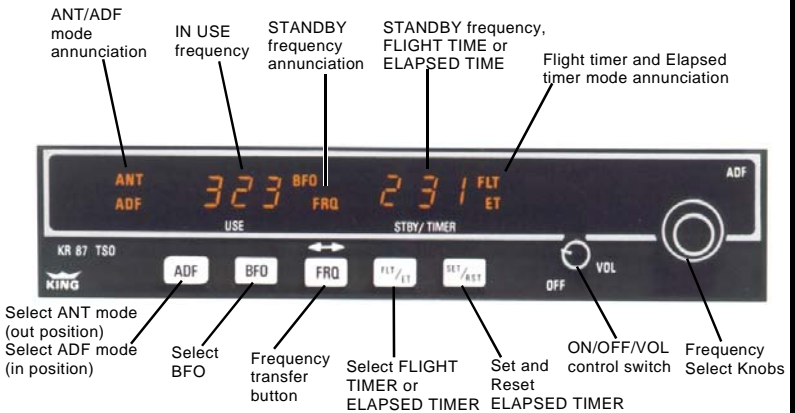 ANT/ADF
mode
annunciation
IN USE
frequency
STANDBY
frequency
annunciation
STANDBY frequency,
FLIGHT TIME or
ELAPSED TIME
Flight timer and Elapsed
timer mode annunciation
ANT
ADF
323
BFO
FRQ
231
FLT
ET
ADF
USE
STBY/TIMER
KR 87 TSO
KING
ADF
BFO
FRQ
FLT/ET
SET/RST
OFF
VOL
Select ANT mode
(out position)
Select ADF mode
(in position)
Select
BFO
Frequency
transfer
button
Select FLIGHT
TIMER or
ELAPSED TIMER
Set and
Reset
ELAPSED TIMER
ON/OFF/VOL
control switch
Frequency
Select Knobs